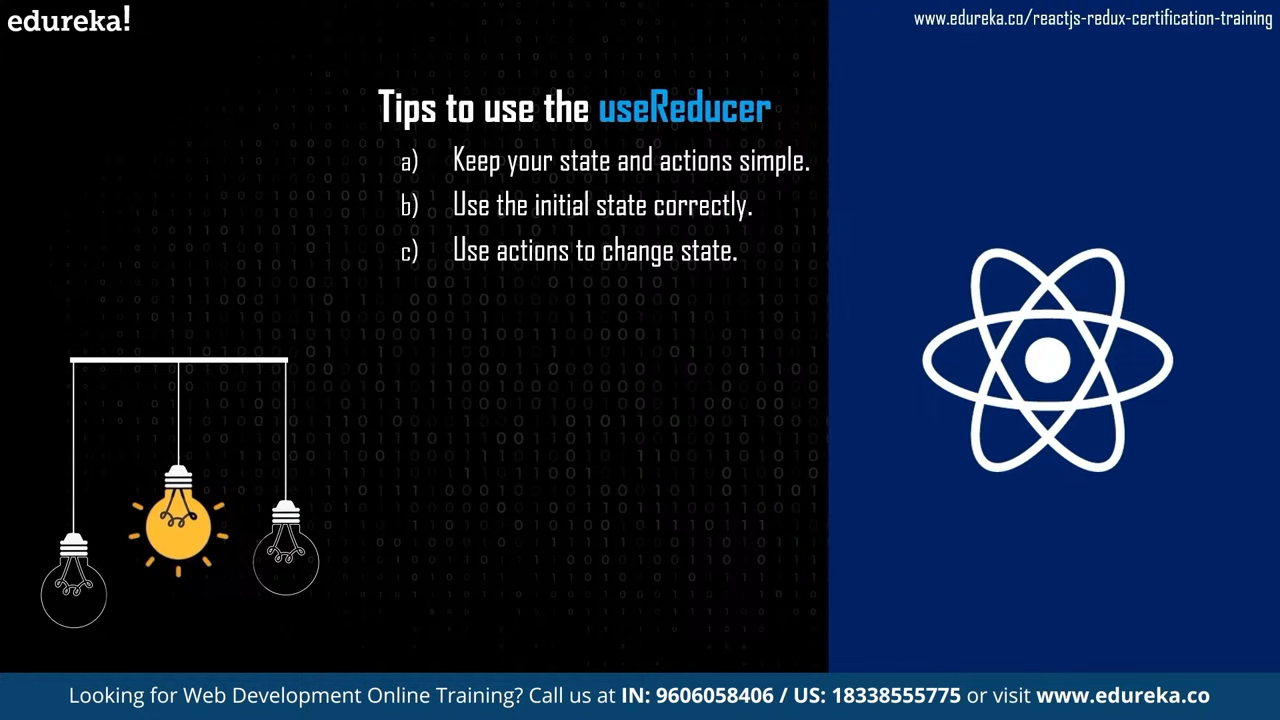 edureka!
www.edureka.co/reactjs-redux-certification-training
Tips to use the useReducer
a) Keep your state and actions simple.
b) Use the initial state correctly.
c) Use actions to change state.
Looking for Web Development Online Training? Call us at IN: 9606058406 / US: 18338555775 or visit www.edureka.co